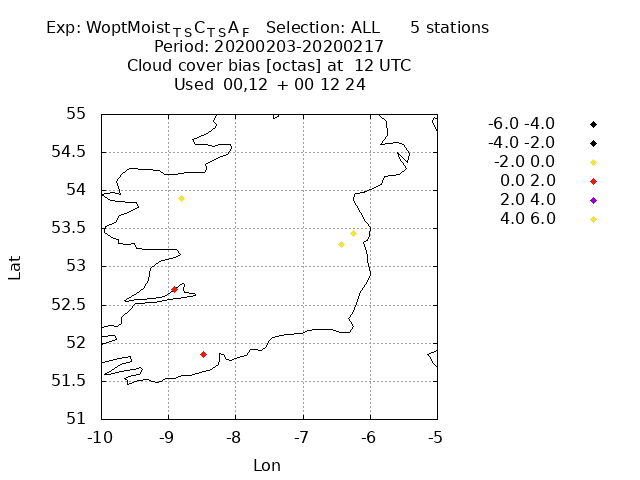 Exp: WoptMoist_TS C_TS A_F Selection: ALL 5 stations
Period: 20200203-20200217
Cloud cover bias [octas] at 12 UTC
Used 00,12 + 00 12 24
-6.0 -4.0
-4.0 -2.0
-2.0 0.0
0.0 2.0
2.0 4.0
4.0 6.0
55
54.5
54
53.5
53
52.5
52
51.5
51
Lat
-10 -9 -8 -7 -6 -5
Lon